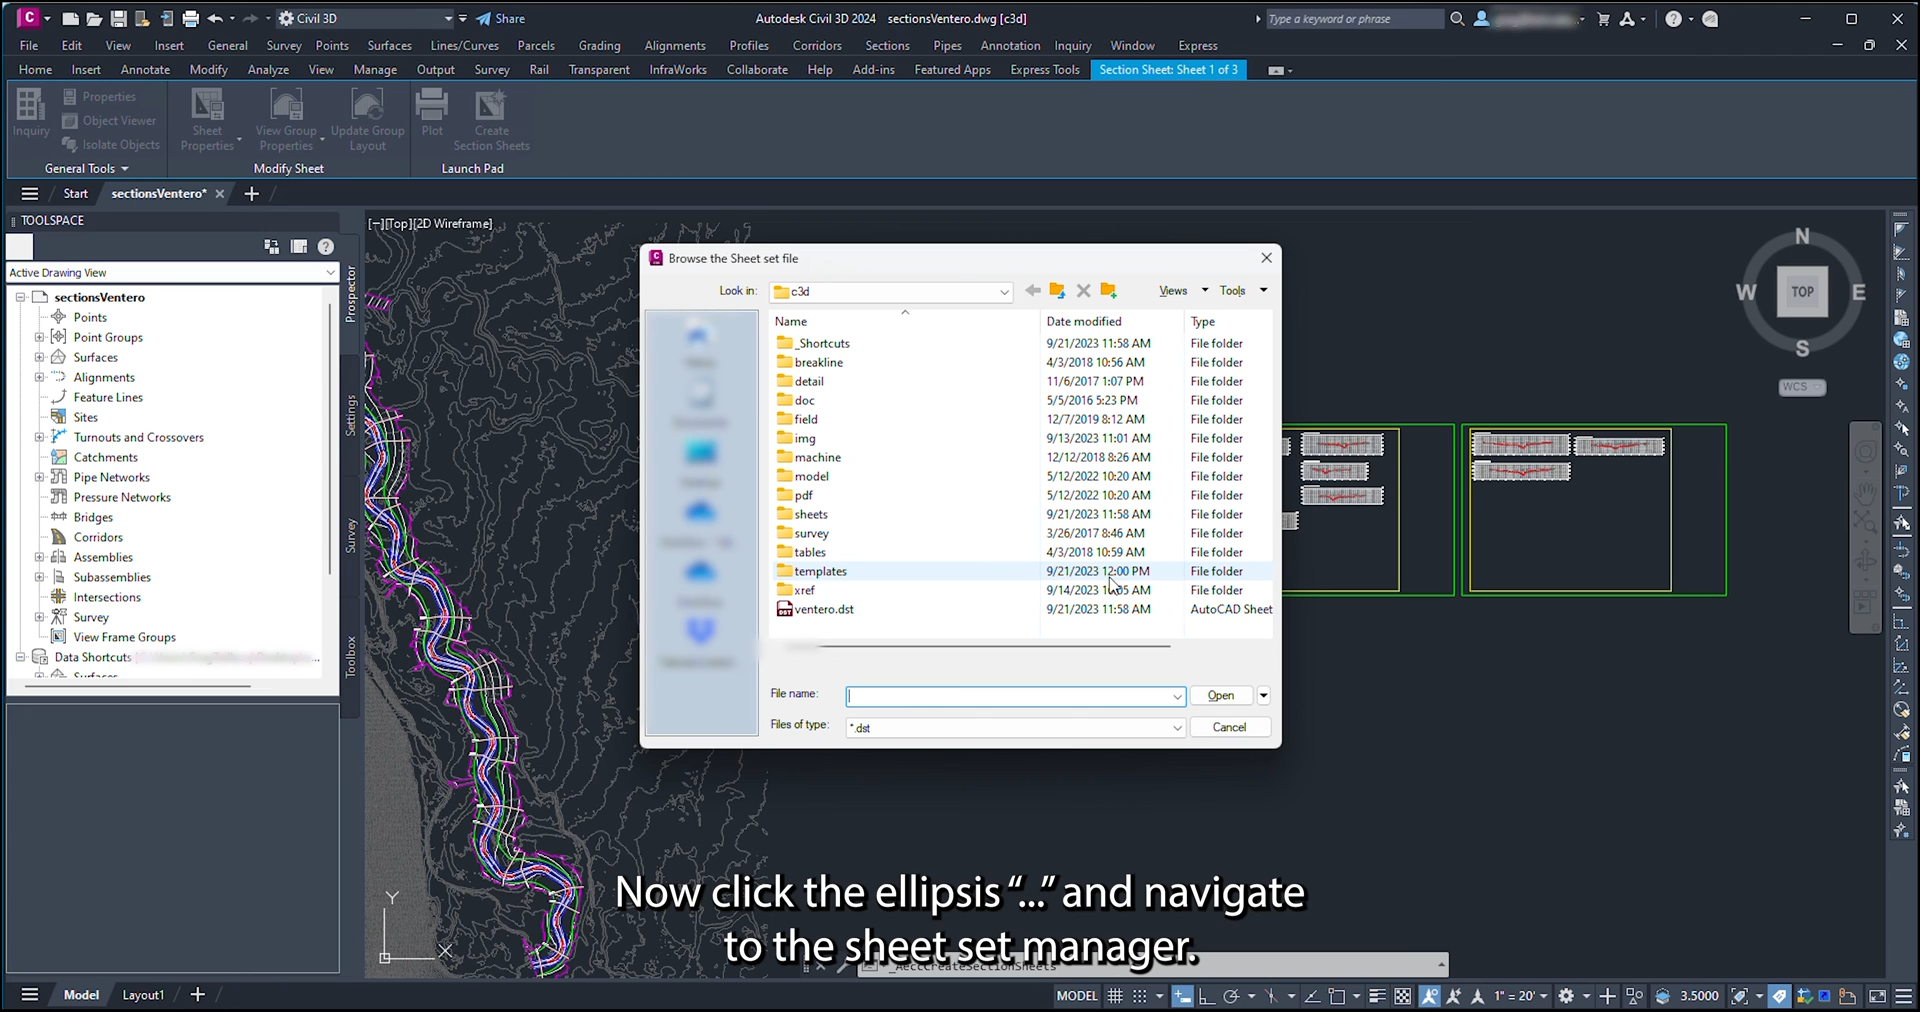 Civil 3D
Share
Autodesk Civil 3D 2024 sectionsVentero.dwg [c3d]
Type a keyword or phrase
File Edit View Insert General Survey Points Surfaces Lines/Curves Parcels Grading Alignments Profiles Corridors Sections Pipes Annotation Inquiry Window Express
Home Insert Annotate Modify Analyze View Manage Output Survey Rail Transparent InfraWorks Collaborate Help Add-ins Featured Apps Express Tools Section Sheet: Sheet 1 of 3
Inquiry
Properties
Object Viewer
Isolate Objects
General Tools
Sheet
Properties
View Group
Properties
Update Group
Layout
Modify Sheet
Plot
Create
Section Sheets
Launch Pad
Start sectionsVentero*
TOOLSPACE
Active Drawing View
sectionsVentero
Points
Point Groups
Surfaces
Alignments
Feature Lines
Sites
Turnouts and Crossovers
Catchments
Pipe Networks
Pressure Networks
Bridges
Corridors
Assemblies
Subassemblies
Intersections
Survey
View Frame Groups
Data Shortcuts
Surfaces
Prospector
Settings
Survey
Toolbox
[−][Top][2D Wireframe]
Browse the Sheet set file
Look in: c3d
Views Tools
Name Date modified Type
_Shortcuts 9/21/2023 11:58 AM File folder
breakline 4/3/2018 10:56 AM File folder
detail 11/6/2017 1:07 PM File folder
doc 5/5/2016 5:23 PM File folder
field 12/7/2019 8:12 AM File folder
img 9/13/2023 11:01 AM File folder
machine 12/12/2018 8:26 AM File folder
model 5/12/2022 10:20 AM File folder
pdf 5/12/2022 10:20 AM File folder
sheets 9/21/2023 11:58 AM File folder
survey 3/26/2017 8:46 AM File folder
tables 4/3/2018 10:59 AM File folder
templates 9/21/2023 12:00 PM File folder
xref 9/14/2023 AM File folder
ventero.dst 9/21/2023 11:58 AM AutoCAD Sheet
File name:
Open
Files of type: *.dst
Cancel
N
W TOP E
S
WCS
Y
X
Now click the ellipsis “...” and navigate
to the sheet set manager.
_AeccCreateSectionSheets
Model Layout1
MODEL
1" = 20'
3.5000